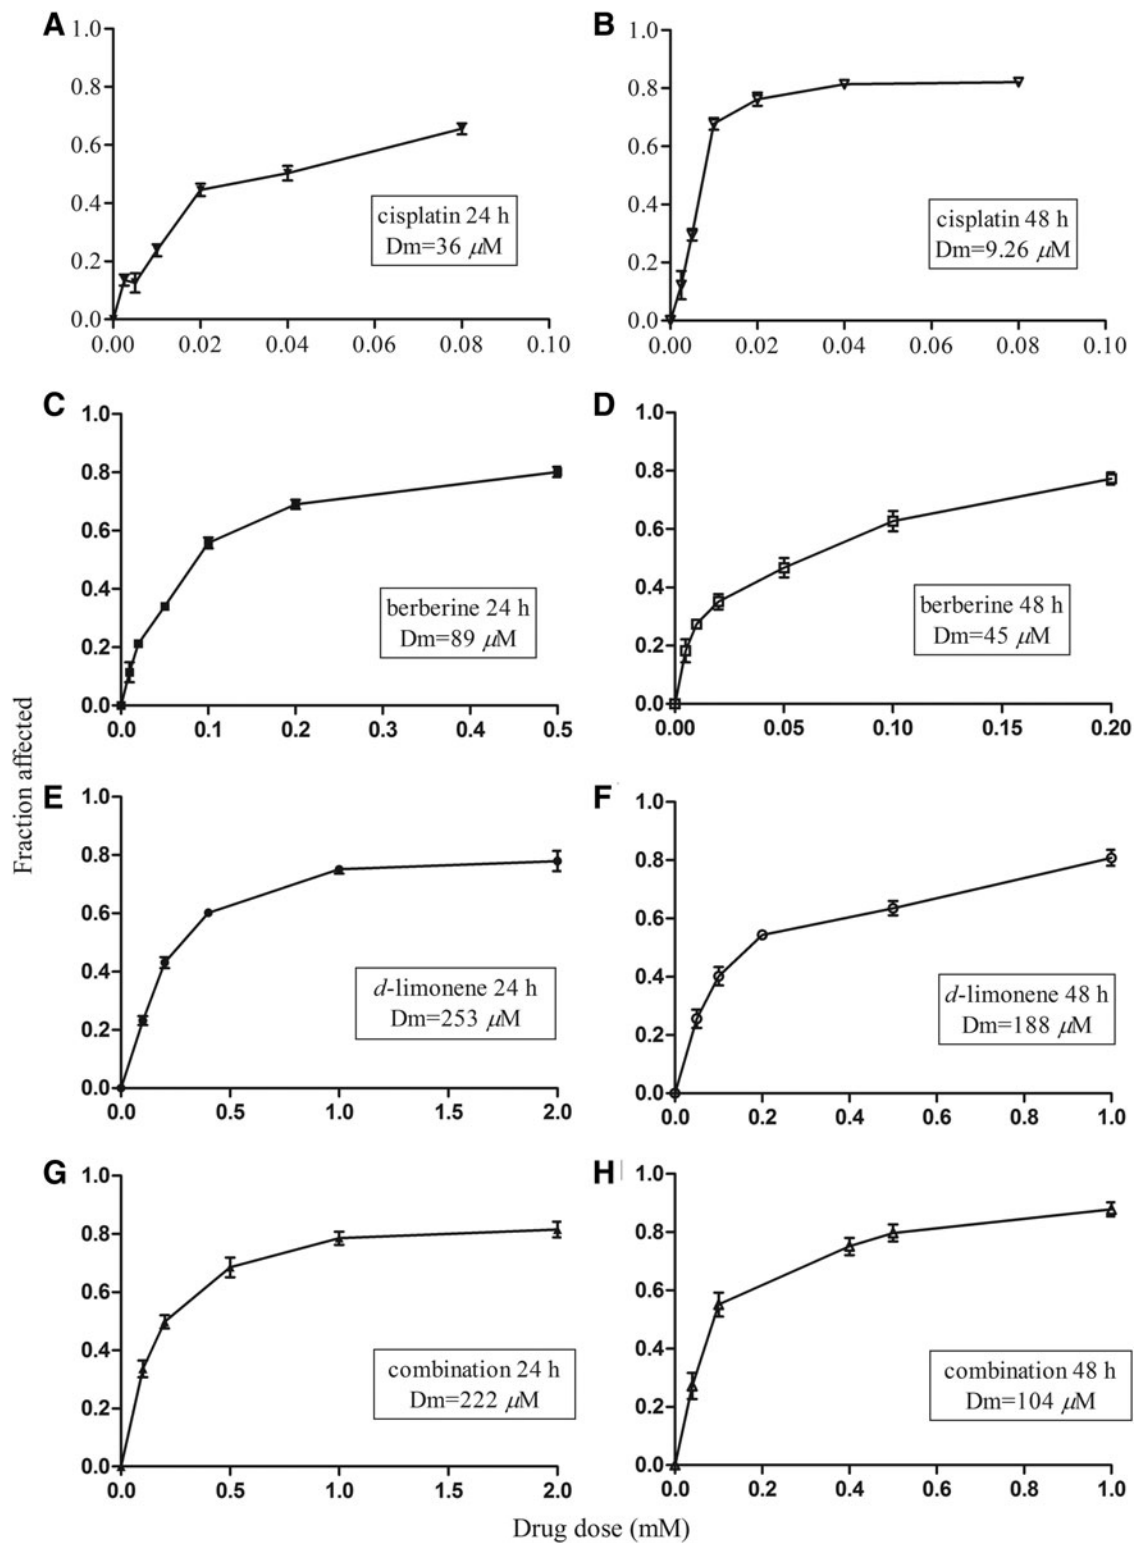 A
1.0
0.8
0.6
0.4
0.2
0.0
cisplatin 24 h
Dm=36 μM
0.00 0.02 0.04 0.06 0.08 0.10
B
1.0
0.8
0.6
0.4
0.2
0.0
cisplatin 48 h
Dm=9.26 μM
0.00 0.02 0.04 0.06 0.08 0.10
C
1.0
0.8
0.6
0.4
0.2
0.0
berberine 24 h
Dm=89 μM
0.0 0.1 0.2 0.3 0.4 0.5
D
1.0
0.8
0.6
0.4
0.2
0.0
berberine 48 h
Dm=45 μM
0.00 0.05 0.10 0.15 0.20
Fraction affected
E
1.0
0.8
0.6
0.4
0.2
0.0
d-limonene 24 h
Dm=253 μM
0.0 0.5 1.0 1.5 2.0
F
1.0
0.8
0.6
0.4
0.2
0.0
d-limonene 48 h
Dm=188 μM
0.0 0.2 0.4 0.6 0.8 1.0
G
1.0
0.8
0.6
0.4
0.2
0.0
combination 24 h
Dm=222 μM
0.0 0.5 1.0 1.5 2.0
H
1.0
0.8
0.6
0.4
0.2
0.0
combination 48 h
Dm=104 μM
0.0 0.2 0.4 0.6 0.8 1.0
Drug dose (mM)